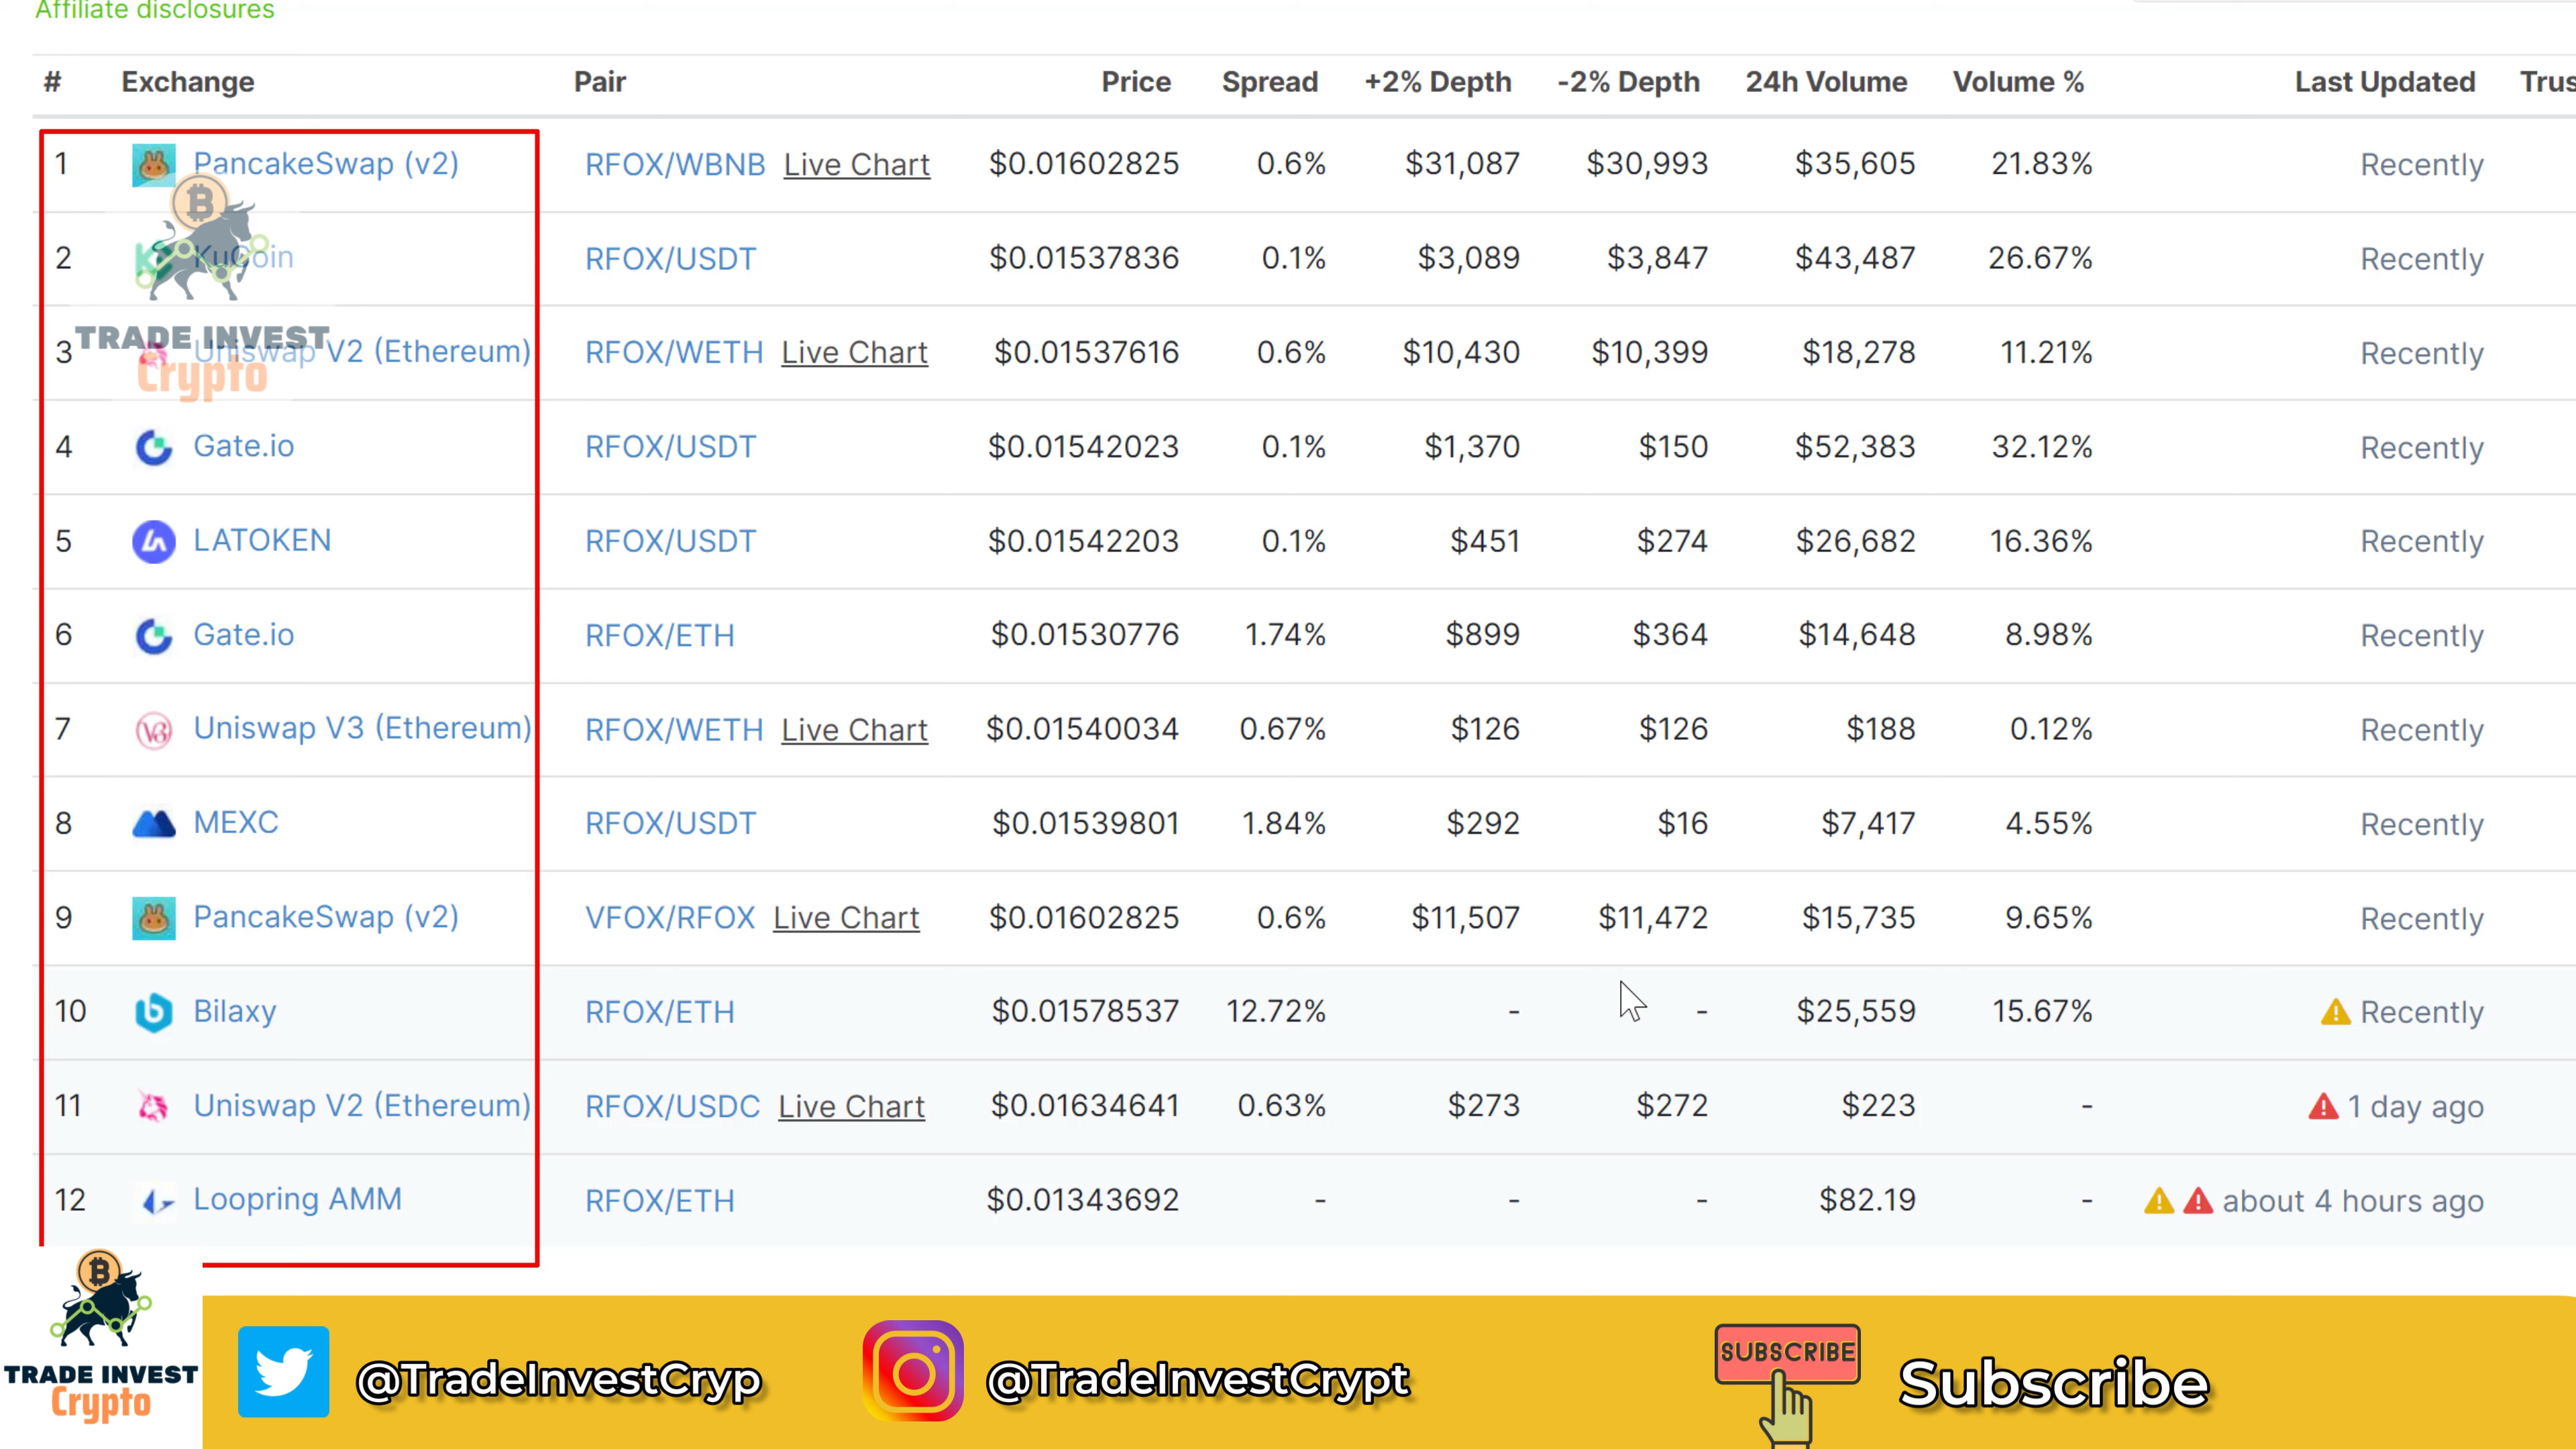 Affiliate disclosures
# Exchange Pair Price Spread +2% Depth -2% Depth 24h Volume Volume % Last Updated Trus
1 PancakeSwap (v2) RFOX/WBNB Live Chart $0.01602825 0.6% $31,087 $30,993 $35,605 21.83% Recently
2 KuCoin RFOX/USDT $0.01537836 0.1% $3,089 $3,847 $43,487 26.67% Recently
3 Uniswap V2 (Ethereum) RFOX/WETH Live Chart $0.01537616 0.6% $10,430 $10,399 $18,278 11.21% Recently
TRADE INVEST
Crypto
4 Gate.io RFOX/USDT $0.01542023 0.1% $1,370 $150 $52,383 32.12% Recently
5 LATOKEN RFOX/USDT $0.01542203 0.1% $451 $274 $26,682 16.36% Recently
6 Gate.io RFOX/ETH $0.01530776 1.74% $899 $364 $14,648 8.98% Recently
7 Uniswap V3 (Ethereum) RFOX/WETH Live Chart $0.01540034 0.67% $126 $126 $188 0.12% Recently
8 MEXC RFOX/USDT $0.01539801 1.84% $292 $16 $7,417 4.55% Recently
9 PancakeSwap (v2) VFOX/RFOX Live Chart $0.01602825 0.6% $11,507 $11,472 $15,735 9.65% Recently
10 Bilaxy RFOX/ETH $0.01578537 12.72% - - $25,559 15.67% Recently
11 Uniswap V2 (Ethereum) RFOX/USDC Live Chart $0.01634641 0.63% $273 $272 $223 - 1 day ago
12 Loopring AMM RFOX/ETH $0.01343692 - - - $82.19 - about 4 hours ago
TRADE INVEST
Crypto
@TradeInvestCryp
@TradeInvestCrypt
SUBSCRIBE
Subscribe